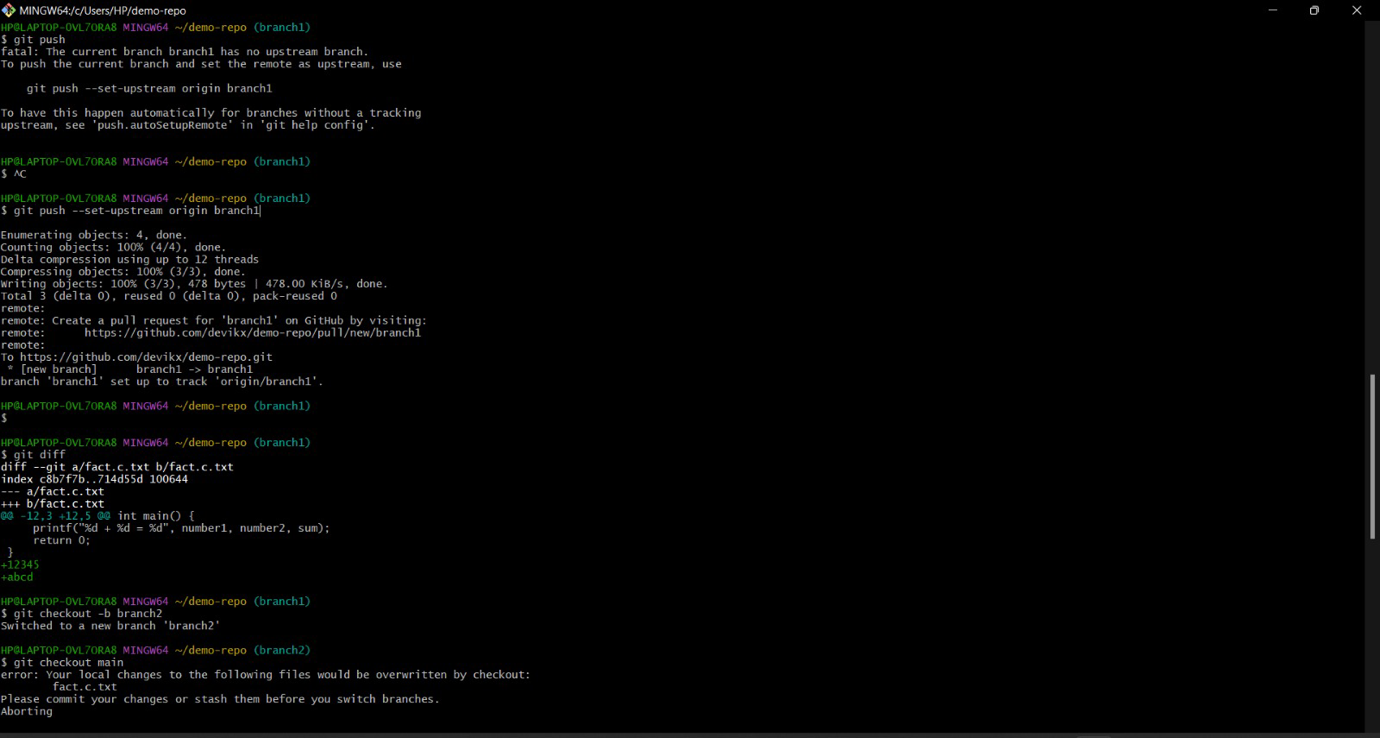 MINGW64:/c/Users/HP/demo-repo
HP@LAPTOP-OVL7ORA8 MINGW64 ~/demo-repo (branch1)
$ git push
fatal: The current branch branch1 has no upstream branch.
To push the current branch and set the remote as upstream, use
    git push --set-upstream origin branch1
To have this happen automatically for branches without a tracking
upstream, see 'push.autoSetupRemote' in 'git help config'.
HP@LAPTOP-OVL7ORA8 MINGW64 ~/demo-repo (branch1)
$ ^C
HP@LAPTOP-OVL7ORA8 MINGW64 ~/demo-repo (branch1)
$ git push --set-upstream origin branch1
Enumerating objects: 4, done.
Counting objects: 100% (4/4), done.
Delta compression using up to 12 threads
Compressing objects: 100% (3/3), done.
Writing objects: 100% (3/3), 478 bytes | 478.00 KiB/s, done.
Total 3 (delta 0), reused 0 (delta 0), pack-reused 0
remote:
remote: Create a pull request for 'branch1' on GitHub by visiting:
remote:      https://github.com/devikx/demo-repo/pull/new/branch1
remote:
To https://github.com/devikx/demo-repo.git
 * [new branch]      branch1 -> branch1
branch 'branch1' set up to track 'origin/branch1'.
HP@LAPTOP-OVL7ORA8 MINGW64 ~/demo-repo (branch1)
$
HP@LAPTOP-OVL7ORA8 MINGW64 ~/demo-repo (branch1)
$ git diff
diff --git a/fact.c.txt b/fact.c.txt
index c8b7f7b..714d55d 100644
--- a/fact.c.txt
+++ b/fact.c.txt
@@ -12,3 +12,5 @@ int main() {
     printf("%d + %d = %d", number1, number2, sum);
     return 0;
 }
+12345
+abcd
HP@LAPTOP-OVL7ORA8 MINGW64 ~/demo-repo (branch1)
$ git checkout -b branch2
Switched to a new branch 'branch2'
HP@LAPTOP-OVL7ORA8 MINGW64 ~/demo-repo (branch2)
$ git checkout main
error: Your local changes to the following files would be overwritten by checkout:
        fact.c.txt
Please commit your changes or stash them before you switch branches.
Aborting